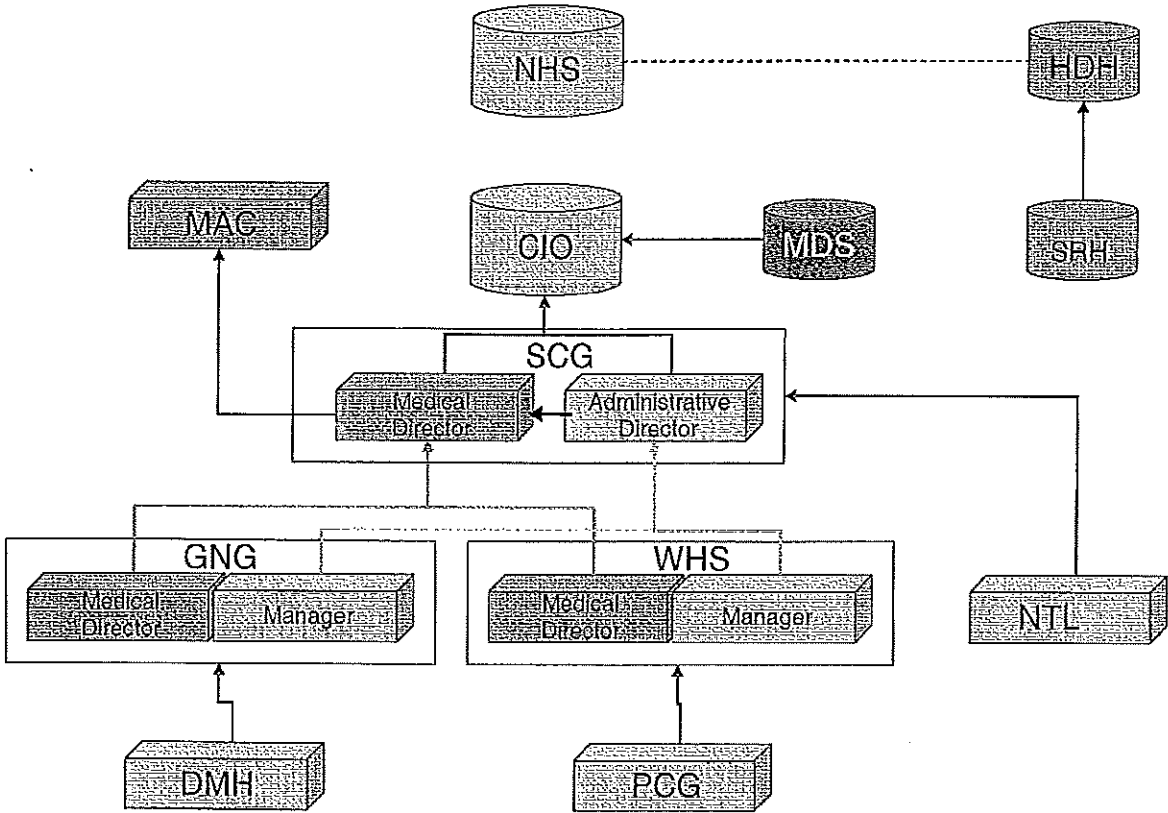 NHS
HDH
MAC
CIO
MDS
SRH
SCG
Medical
Director
Administrative
Director
GNG
WHS
Medical
Director
Manager
Medical
Director
Manager
NTL
DMH
PCG